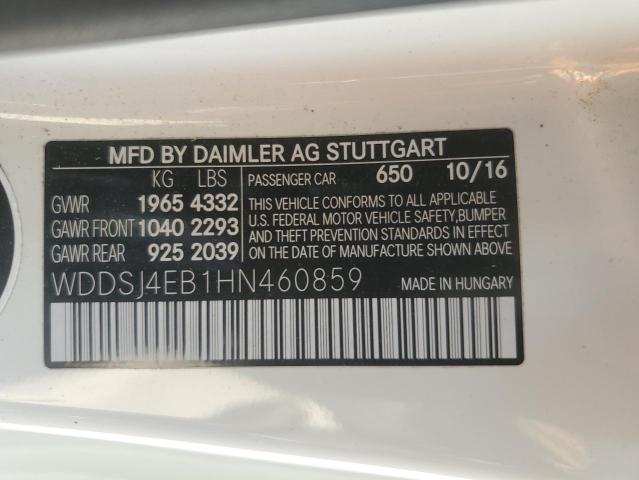 MFD BY DAIMLER AG STUTTGART
KG LBS
GVWR 1965 4332
GAWR FRONT 1040 2293
GAWR REAR 925 2039
PASSENGER CAR 650 10/16
THIS VEHICLE CONFORMS TO ALL APPLICABLE
U.S. FEDERAL MOTOR VEHICLE SAFETY, BUMPER
AND THEFT PREVENTION STANDARDS IN EFFECT
ON THE DATE OF MANUFACTURE SHOWN ABOVE.
WDDSJ4EB1HN460859 MADE IN HUNGARY